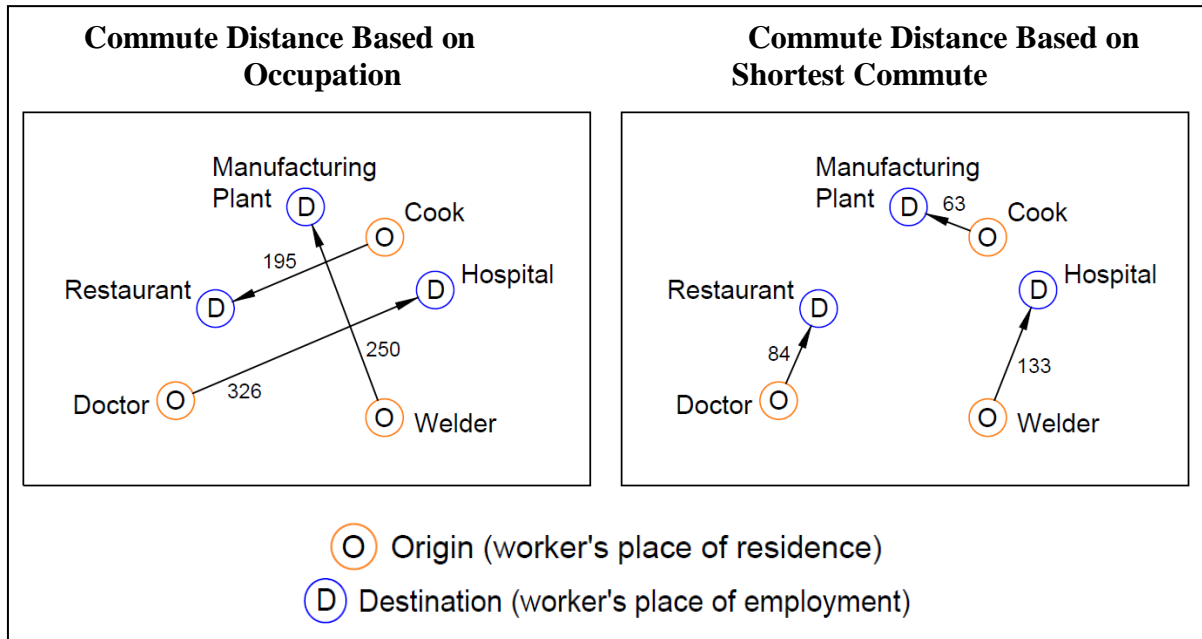 Commute Distance Based on
Occupation
Manufacturing
Plant
D
Cook
O
195
Restaurant
D
Hospital
D
250
326
Doctor
O
O
Welder
Commute Distance Based on
Shortest Commute
Manufacturing
Plant
D
63
Cook
O
Restaurant
D
Hospital
D
84
133
Doctor
O
O
Welder
O Origin (worker's place of residence)
D Destination (worker's place of employment)